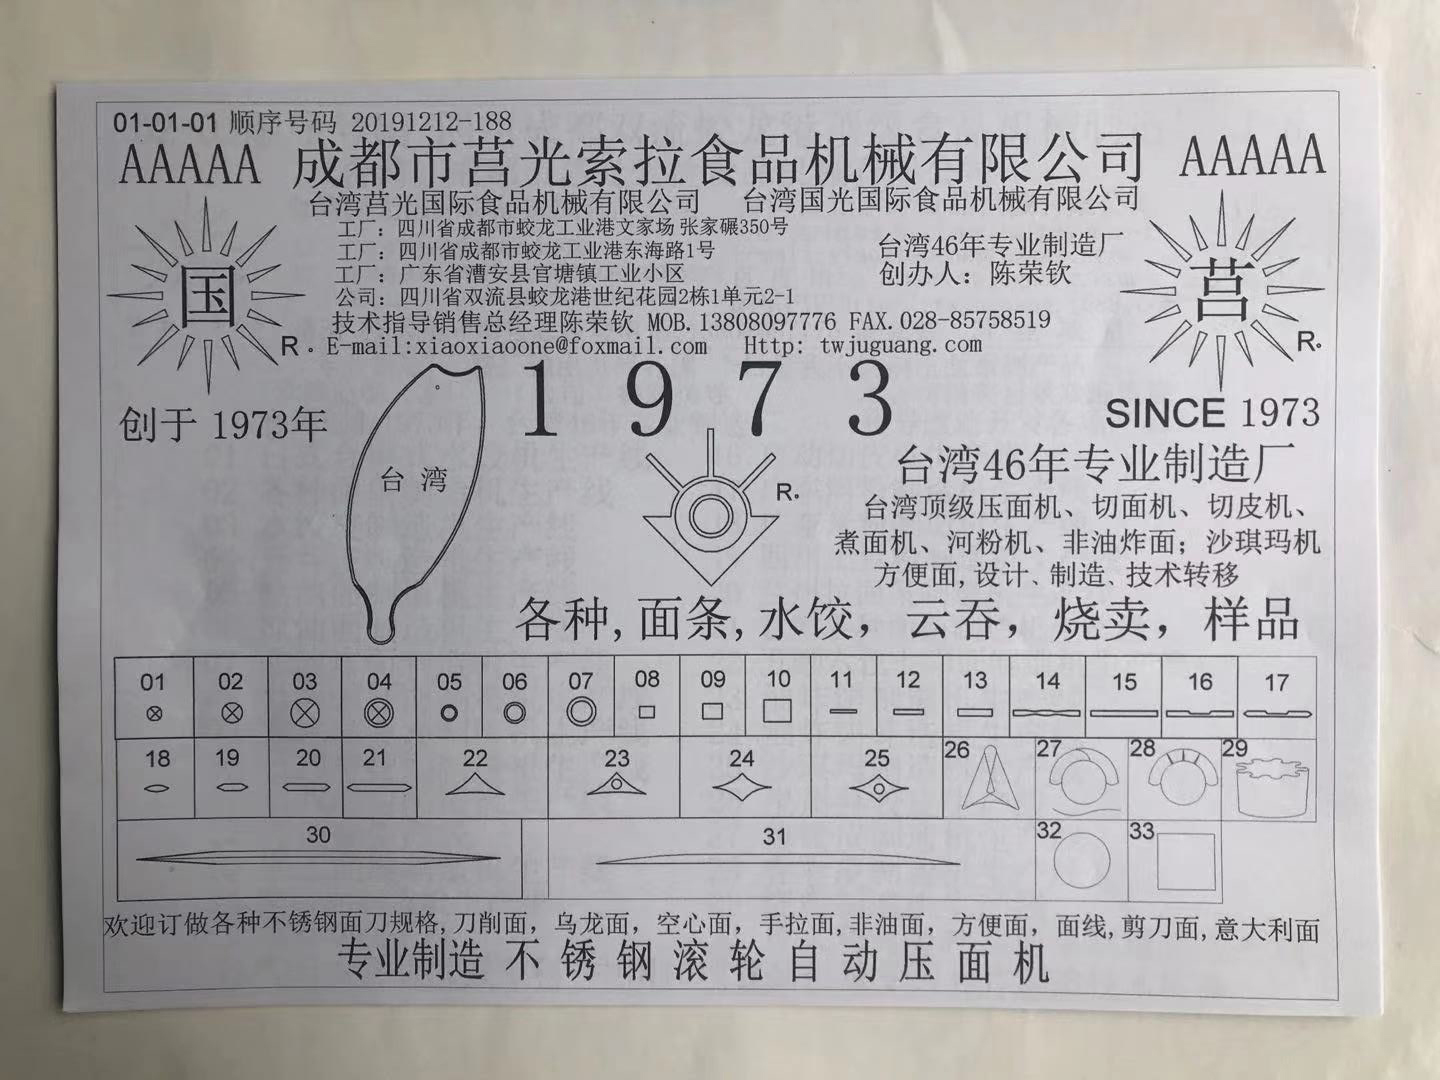 01-01-01 顺序号码 20191212-188
AAAAA 成都市莒光索拉食品机械有限公司 AAAAA
台湾莒光国际食品机械有限公司 台湾国光国际食品机械有限公司
工厂：四川省成都市蛟龙工业港文家场 张家碾350号
工厂：四川省成都市蛟龙工业港东海路1号
台湾46年专业制造厂
工厂：广东省漕安县官塘镇工业小区
创办人：陈荣钦
公司：四川省双流县蛟龙港世纪花园2栋1单元2-1
国
莒
技术指导销售总经理陈荣钦 MOB.13808097776 FAX.028-85758519
R. E-mail:xiaoxiaoone@foxmail.com Http: twjuguang.com R.
1 9 7 3
创于 1973年
SINCE 1973
台湾
R.
台湾46年专业制造厂
台湾顶级压面机、切面机、切皮机、
煮面机、河粉机、非油炸面；沙琪玛机
方便面,设计、制造、技术转移
各种,面条,水饺，云吞，烧卖，样品
01 02 03 04 05 06 07 08 09 10 11 12 13 14 15 16 17
18 19 20 21 22 23 24 25 26 27 28 29
30 31 32 33
欢迎订做各种不锈钢面刀规格,刀削面，乌龙面，空心面，手拉面,非油面，方便面，面线,剪刀面,意大利面
专业制造 不 锈 钢 滚 轮 自 动 压 面 机